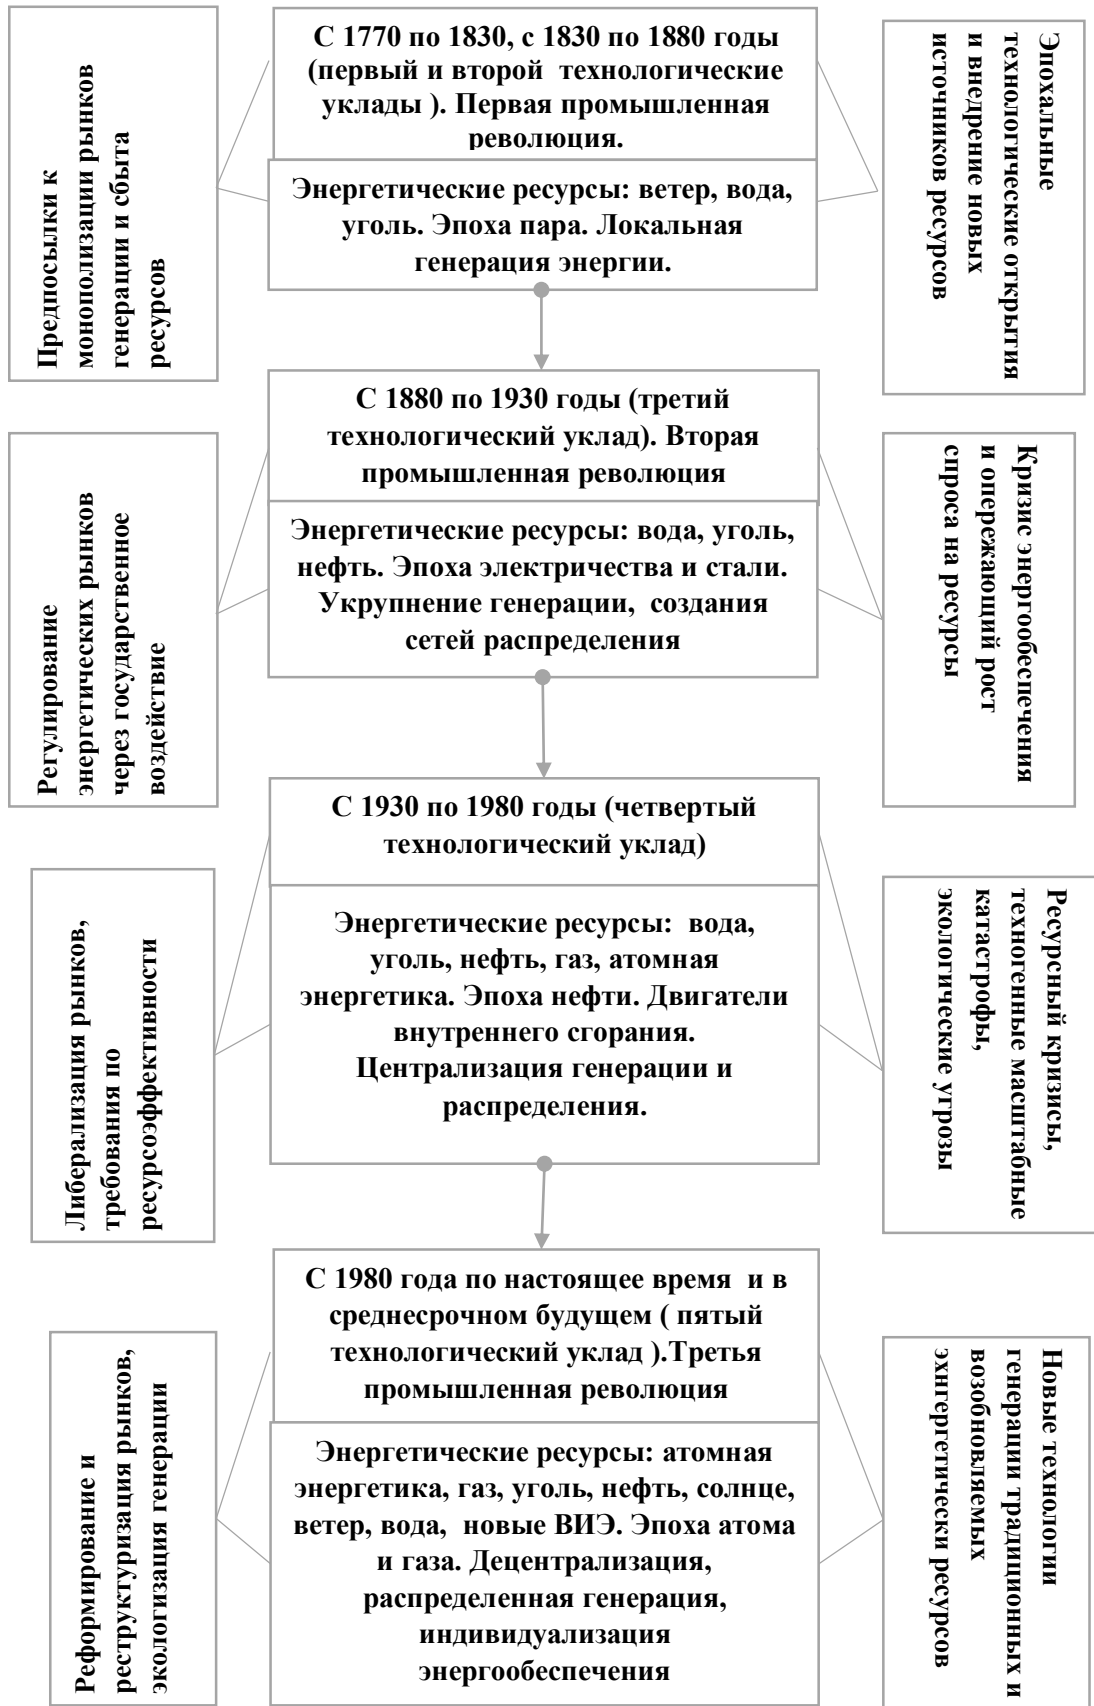 Предпосылки к
монополизации рынков
генерации и сбыта
ресурсов
С 1770 по 1830, с 1830 по 1880 годы
(первый и второй технологические
уклады ). Первая промышленная
революция.
Энергетические ресурсы: ветер, вода,
уголь. Эпоха пара. Локальная
генерация энергии.
Эпохальные
технологические открытия
и внедрение новых
источников ресурсов
Регулирование
энергетических рынков
через государственное
воздействие
С 1880 по 1930 годы (третий
технологический уклад). Вторая
промышленная революция
Энергетические ресурсы: вода, уголь,
нефть. Эпоха электричества и стали.
Укрупнение генерации, создания
сетей распределения
Кризис энергообеспечения
и опережающий рост
спроса на ресурсы
Либерализация рынков,
требования по
ресурсоэффективности
С 1930 по 1980 годы (четвертый
технологический уклад)
Энергетические ресурсы: вода,
уголь, нефть, газ, атомная
энергетика. Эпоха нефти. Двигатели
внутреннего сгорания.
Централизация генерации и
распределения.
Ресурсный кризисы,
техногенные масштабные
катастрофы,
экологические угрозы
Реформирование и
реструктуризация рынков,
экологизация генерации
С 1980 года по настоящее время и в
среднесрочном будущем ( пятый
технологический уклад ).Третья
промышленная революция
Энергетические ресурсы: атомная
энергетика, газ, уголь, нефть, солнце,
ветер, вода, новые ВИЭ. Эпоха атома
и газа. Децентрализация,
распределенная генерация,
индивидуализация
энергообеспечения
Новые технологии
генерации традиционных и
возобновляемых
эхнгергетически ресурсов